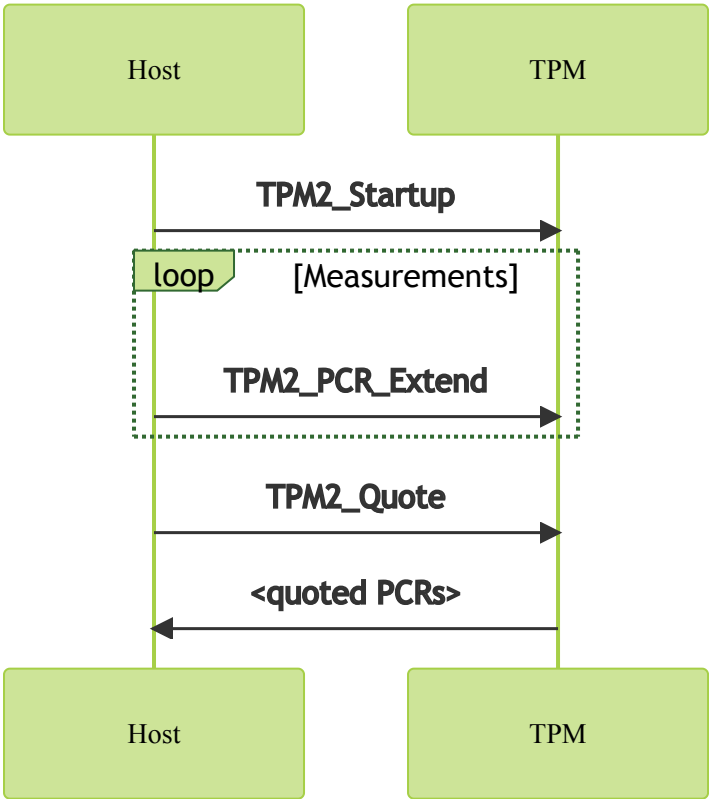 Host
TPM
TPM2_Startup
loop
[Measurements]
TPM2_PCR_Extend
TPM2_Quote
<quoted PCRs>
Host
TPM